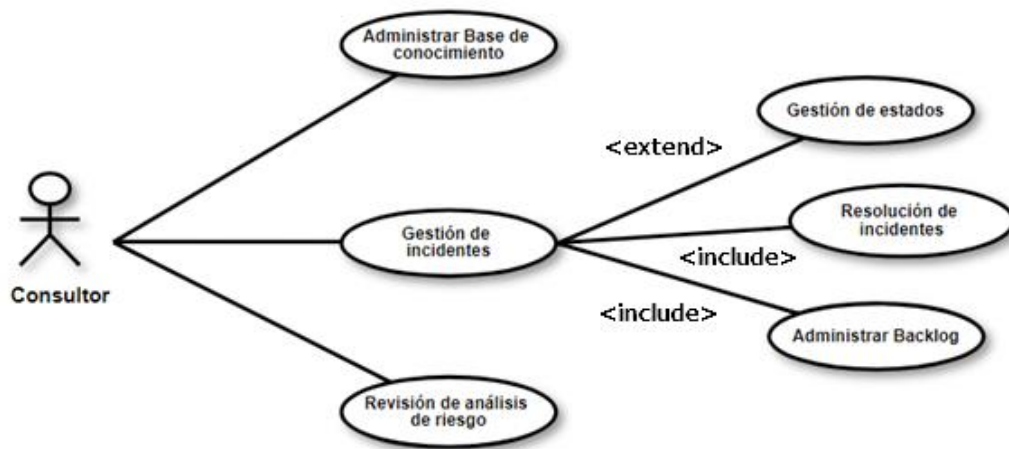 Administrar Base de
conocimiento
Gestión de estados
<extend>
Resolución de
incidentes
Gestión de
incidentes
<include>
Consultor
<include>
Administrar Backlog
Revisión de análisis
de riesgo